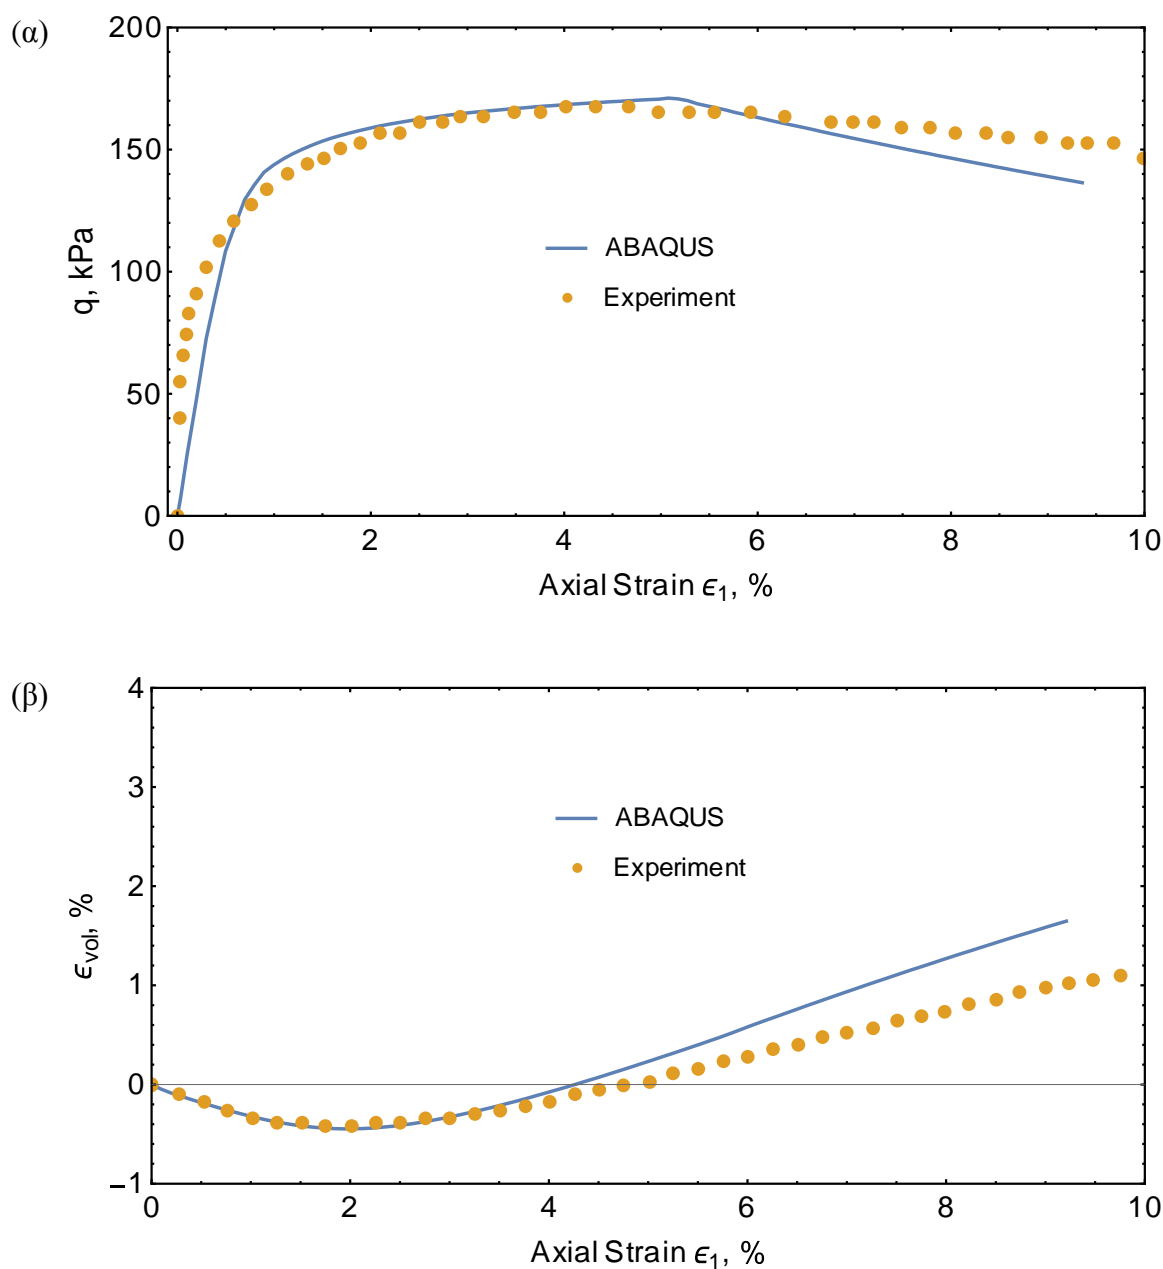 (α)
200
150
100
50
0
q, kPa
ABAQUS
Experiment
0 2 4 6 8 10
Axial Strain ϵ₁, %
(β)
4
3
2
1
0
−1
ϵvol, %
ABAQUS
Experiment
0 2 4 6 8 10
Axial Strain ϵ₁, %